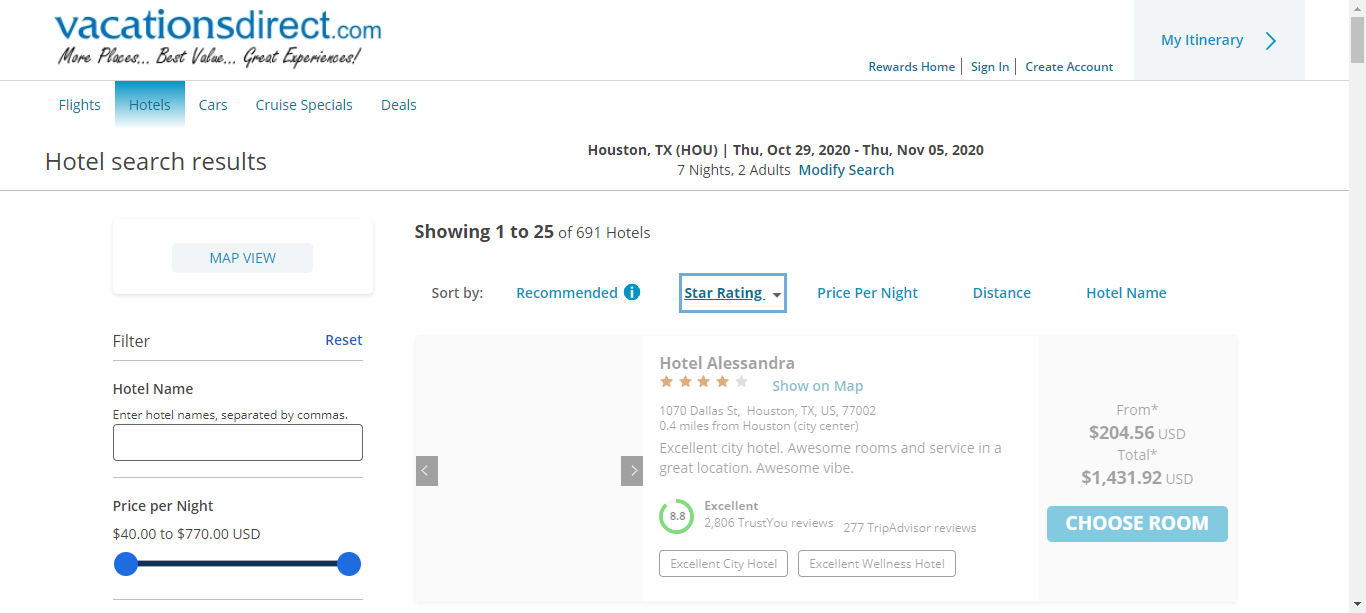 vacationsdirect.com
More Places... Best Value... Great Experiences!
My Itinerary
Rewards Home
Sign In
Create Account
Flights
Hotels
Cars
Cruise Specials
Deals
Hotel search results
Houston, TX (HOU) | Thu, Oct 29, 2020 - Thu, Nov 05, 2020
7 Nights, 2 Adults Modify Search
MAP VIEW
Filter
Reset
Hotel Name
Enter hotel names, separated by commas.
Price per Night
$40.00 to $770.00 USD
Showing 1 to 25 of 691 Hotels
Sort by:
Recommended
Star Rating
Price Per Night
Distance
Hotel Name
Hotel Alessandra
Show on Map
1070 Dallas St, Houston, TX, US, 77002
0.4 miles from Houston (city center)
Excellent city hotel. Awesome rooms and service in a
great location. Awesome vibe.
8.8
Excellent
2,806 TrustYou reviews
277 TripAdvisor reviews
Excellent City Hotel
Excellent Wellness Hotel
From*
$204.56 USD
Total*
$1,431.92 USD
CHOOSE ROOM